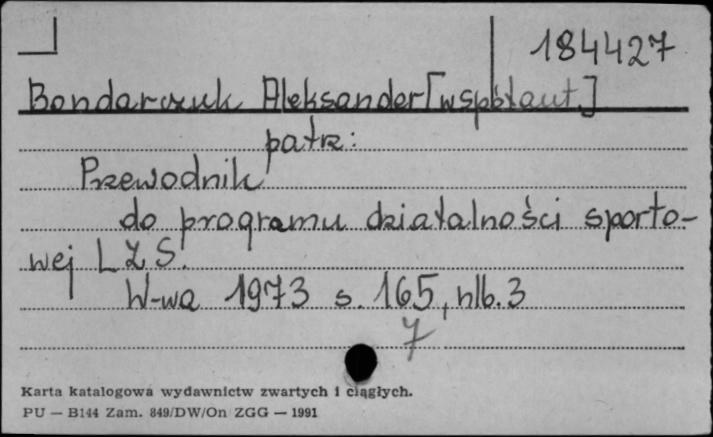 184427
Bondarczuk Aleksander [współaut.]
patrz:
Przewodnik
do programu działalności sporto-
wej LZS.
W-wa 1973 s. 165, nlb. 3
7
Karta katalogowa wydawnictw zwartych i ciągłych.
PU — B144 Zam. 849/DW/On ZGG — 1991